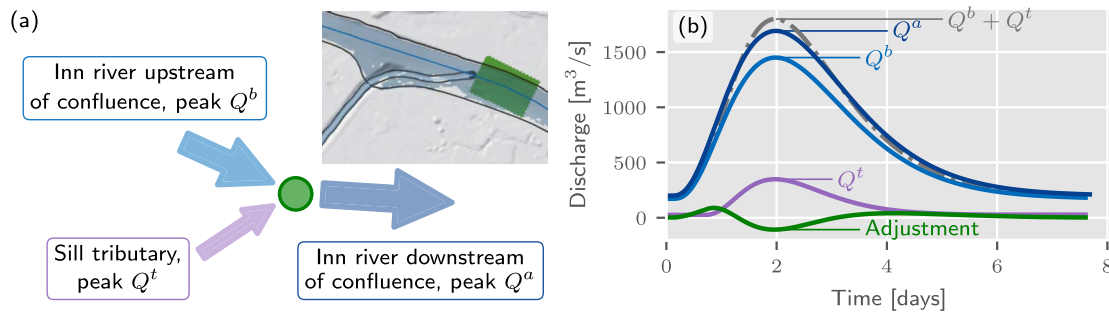 (a)
Inn river upstream
of confluence, peak Q^b
Sill tributary,
peak Q^t
Inn river downstream
of confluence, peak Q^a
(b)
Q^b + Q^t
Q^a
Q^b
Q^t
Adjustment
Discharge [m^3/s]
1500
1000
500
0
0 2 4 6 8
Time [days]